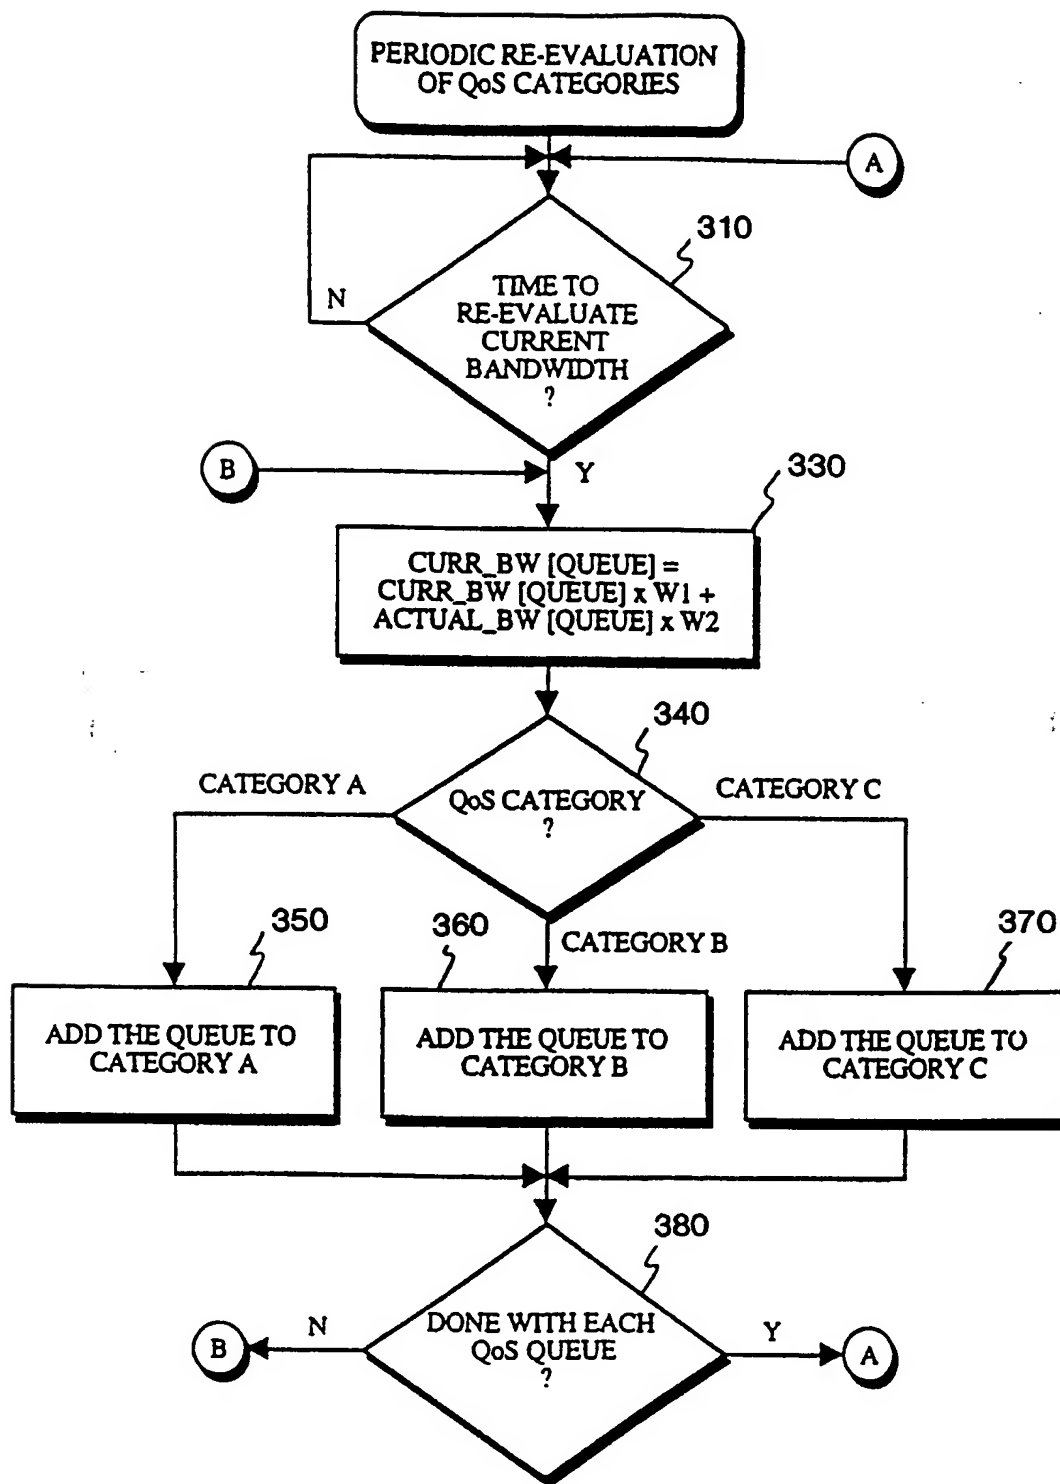 PERIODIC RE-EVALUATION
OF QoS CATEGORIES
A
310
TIME TO
RE-EVALUATE
CURRENT
BANDWIDTH
?
N
B
Y
330
CURR_BW [QUEUE] =
CURR_BW [QUEUE] x W1 +
ACTUAL_BW [QUEUE] x W2
340
CATEGORY A
QoS CATEGORY
?
CATEGORY C
350
360
CATEGORY B
370
ADD THE QUEUE TO
CATEGORY A
ADD THE QUEUE TO
CATEGORY B
ADD THE QUEUE TO
CATEGORY C
380
B
N
DONE WITH EACH
QoS QUEUE
?
Y
A